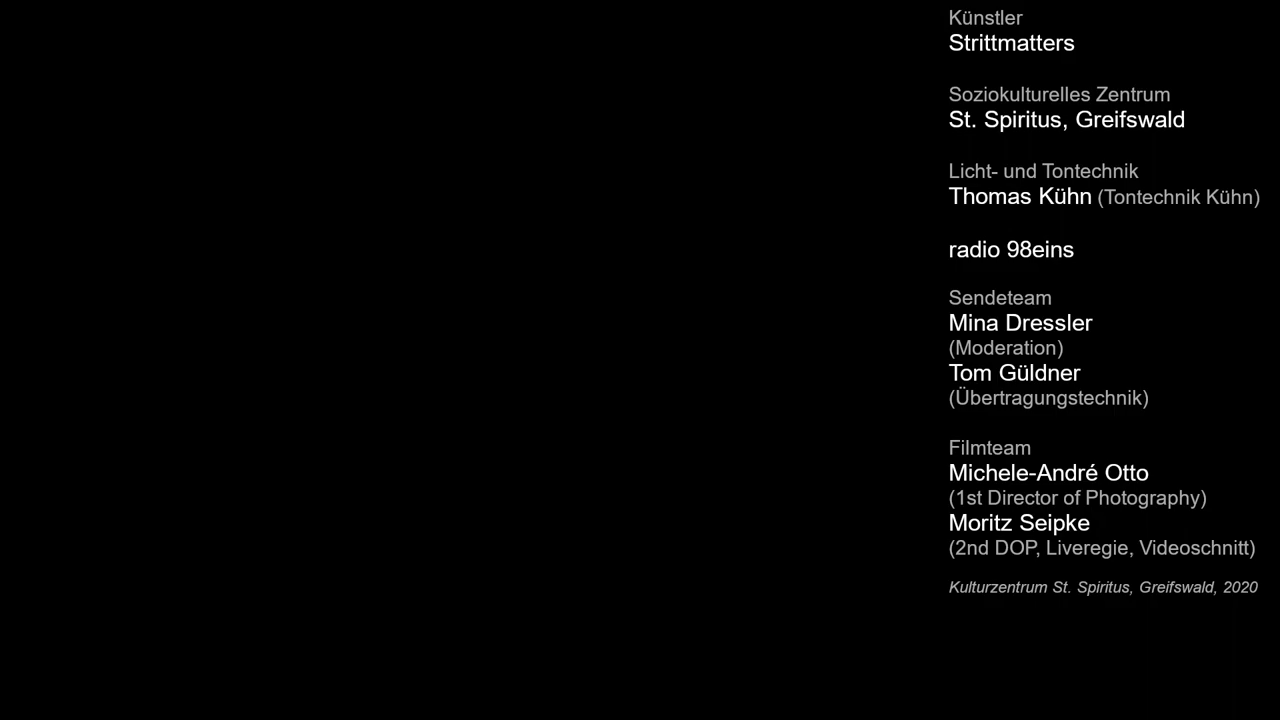 Künstler
Strittmatters
Soziokulturelles Zentrum
St. Spiritus, Greifswald
Licht- und Tontechnik
Thomas Kühn (Tontechnik Kühn)
radio 98eins
Sendeteam
Mina Dressler
(Moderation)
Tom Güldner
(Übertragungstechnik)
Filmteam
Michele-André Otto
(1st Director of Photography)
Moritz Seipke
(2nd DOP, Liveregie, Videoschnitt)
Kulturzentrum St. Spiritus, Greifswald, 2020